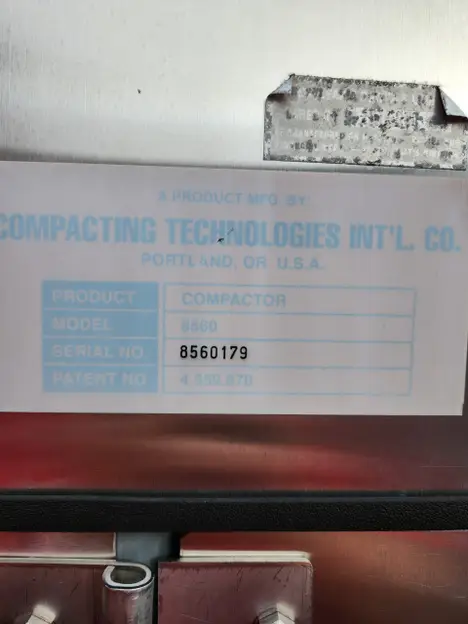 A PRODUCT MFG BY:
COMPACTING TECHNOLOGIES INT'L. CO.
PORTLAND, OR U.S.A.
PRODUCT COMPACTOR
MODEL 8560
SERIAL NO. 8560179
PATENT NO